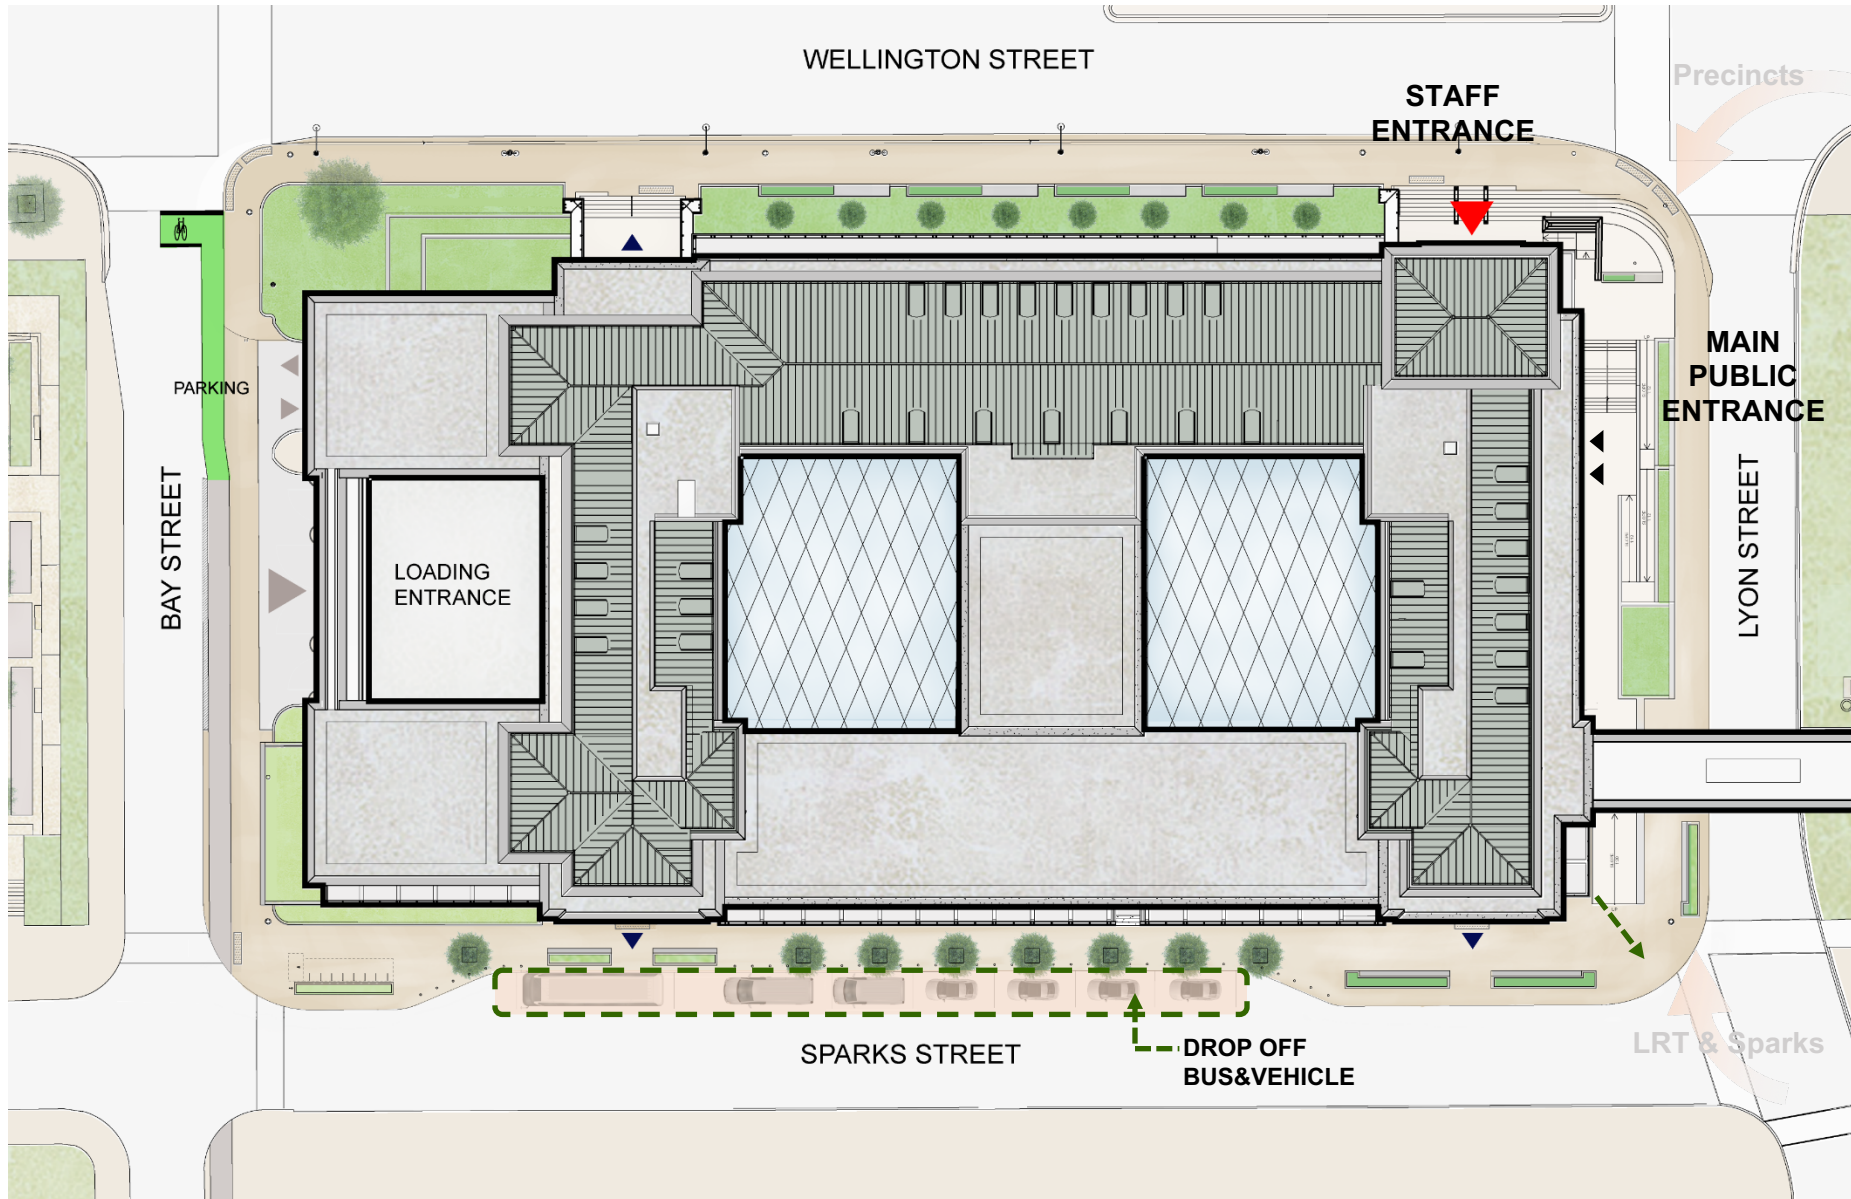 WELLINGTON STREET
Precincts
STAFF
ENTRANCE
MAIN
PUBLIC
ENTRANCE
PARKING
BAY STREET
LOADING
ENTRANCE
LYON STREET
SPARKS STREET
DROP OFF
BUS&VEHICLE
LRT & Sparks